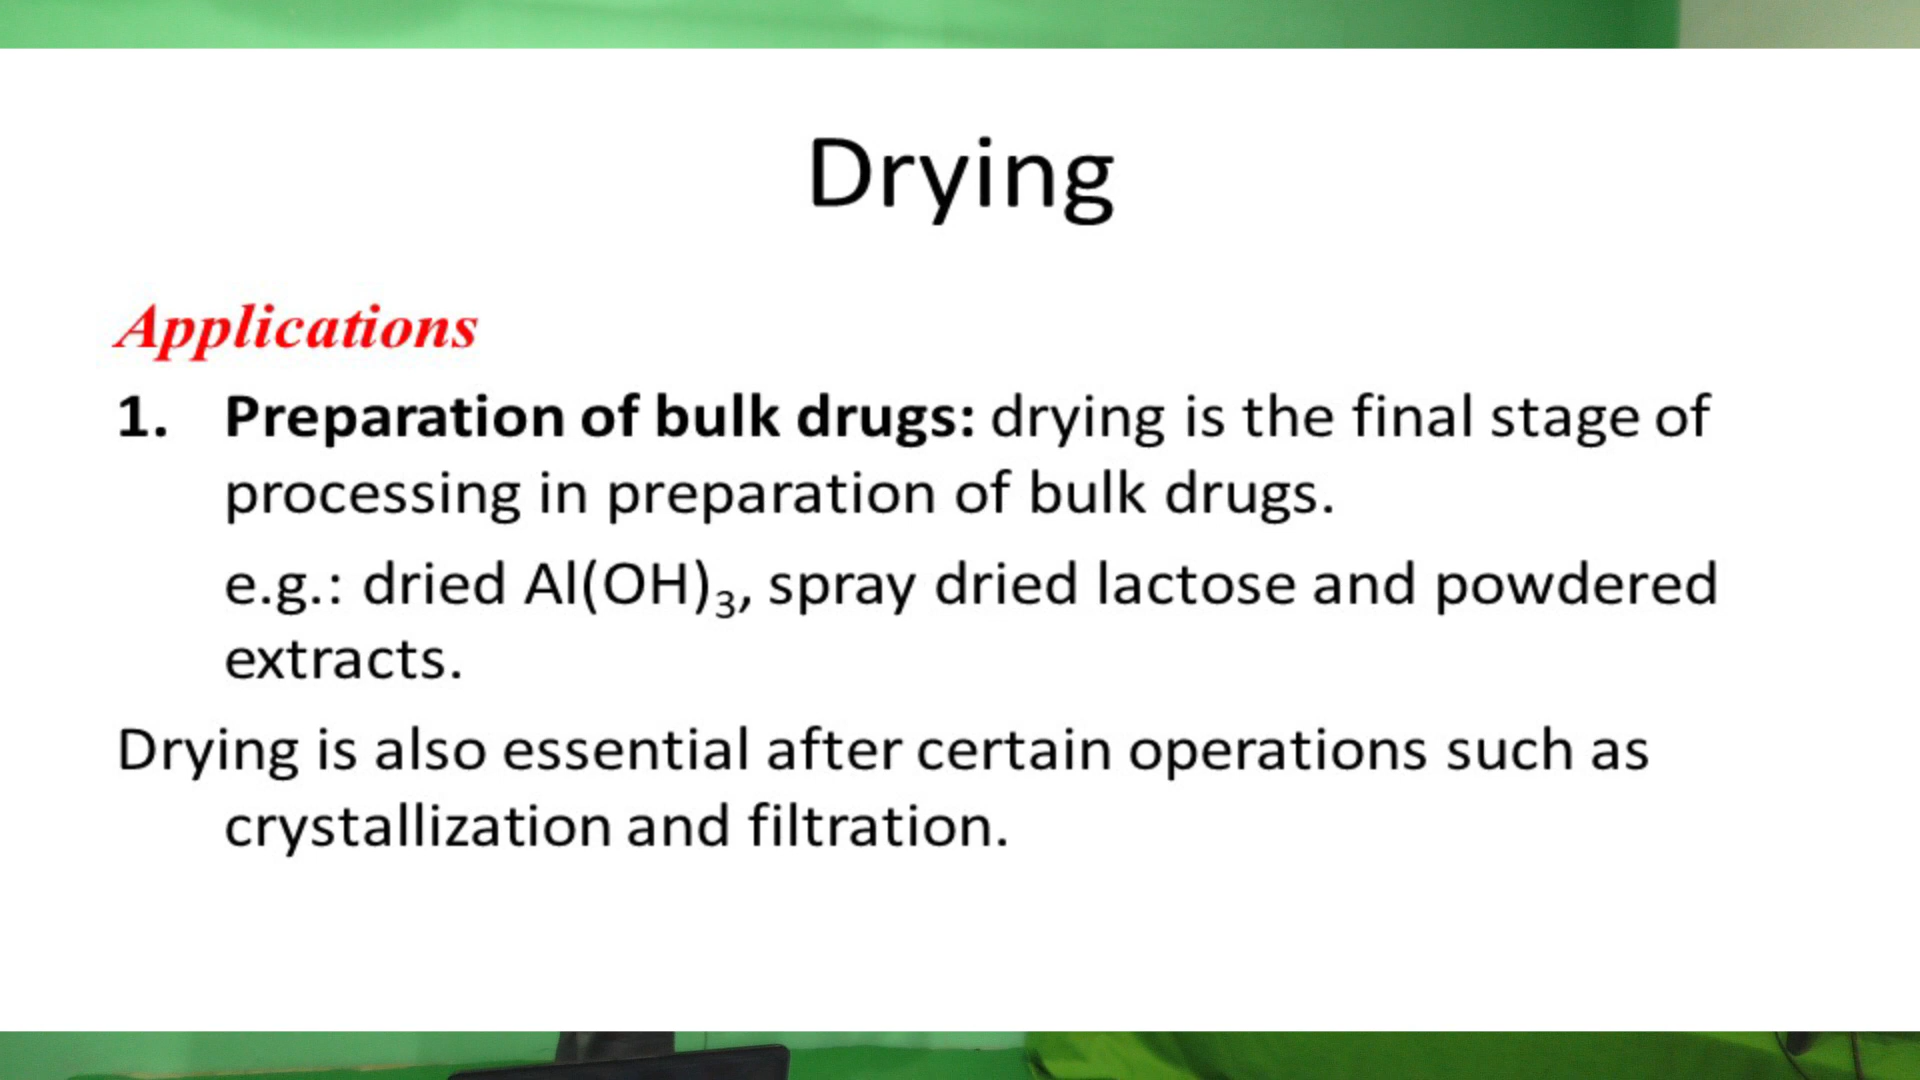 Drying
Applications
1. Preparation of bulk drugs: drying is the final stage of
processing in preparation of bulk drugs.
e.g.: dried Al(OH)₃, spray dried lactose and powdered
extracts.
Drying is also essential after certain operations such as
crystallization and filtration.